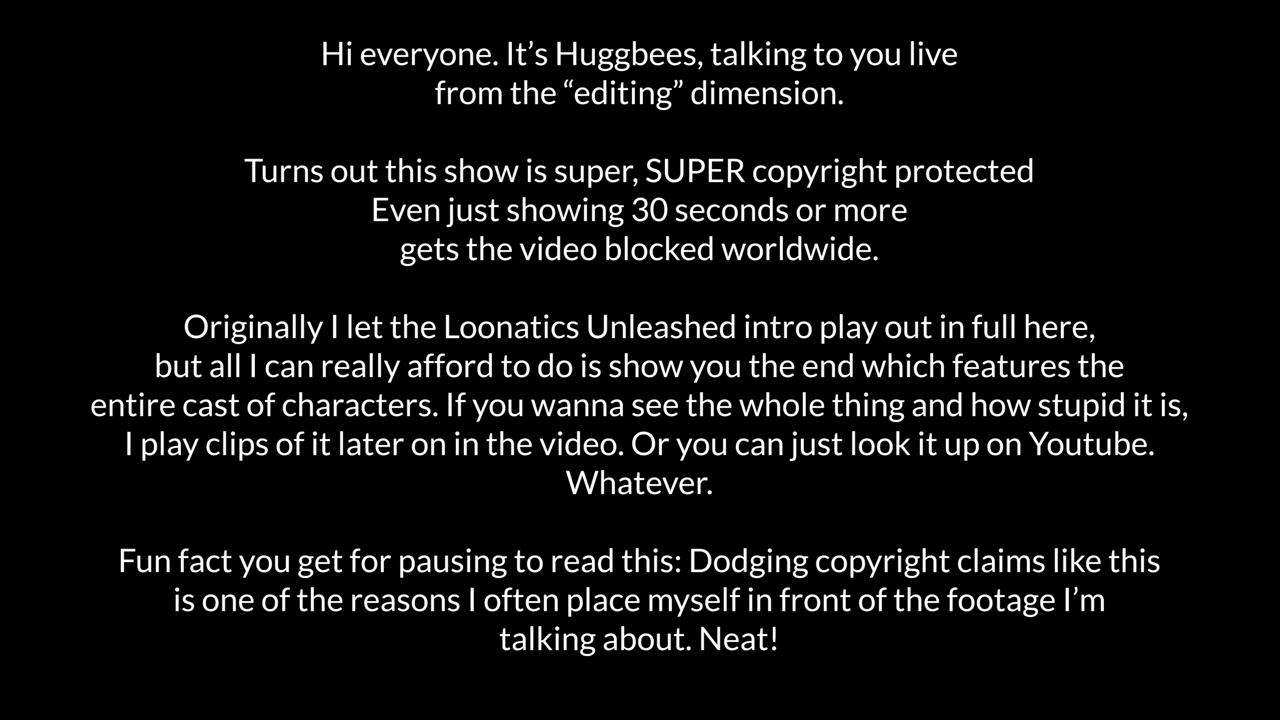 Hi everyone. It’s Huggbees, talking to you live
from the “editing” dimension.
Turns out this show is super, SUPER copyright protected
Even just showing 30 seconds or more
gets the video blocked worldwide.
Originally I let the Loonatics Unleashed intro play out in full here,
but all I can really afford to do is show you the end which features the
entire cast of characters. If you wanna see the whole thing and how stupid it is,
I play clips of it later on in the video. Or you can just look it up on Youtube.
Whatever.
Fun fact you get for pausing to read this: Dodging copyright claims like this
is one of the reasons I often place myself in front of the footage I’m
talking about. Neat!